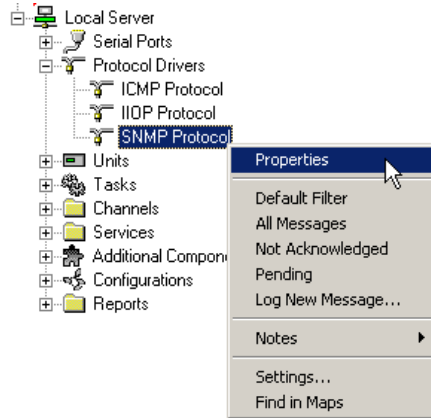 Local Server
Serial Ports
Protocol Drivers
ICMP Protocol
IIOP Protocol
SNMP Protocol
Units
Tasks
Channels
Services
Additional Compon
Configurations
Reports
Properties
Default Filter
All Messages
Not Acknowledged
Pending
Log New Message...
Notes
Settings...
Find in Maps